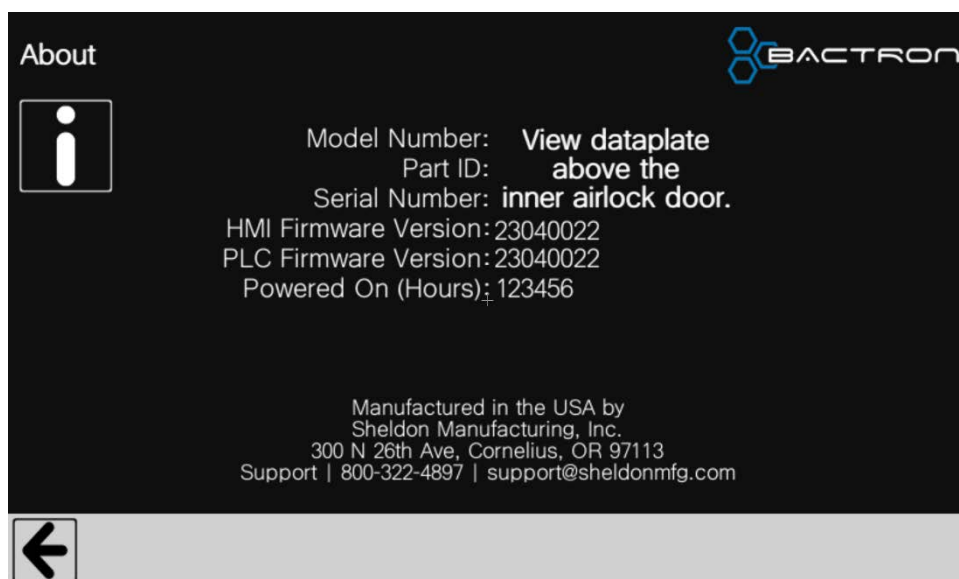 About
BACTRON
Model Number: View dataplate
Part ID: above the
Serial Number: inner airlock door.
HMI Firmware Version: 23040022
PLC Firmware Version: 23040022
Powered On (Hours): 123456
Manufactured in the USA by
Sheldon Manufacturing, Inc.
300 N 26th Ave, Cornelius, OR 97113
Support | 800-322-4897 | support@sheldonmfg.com